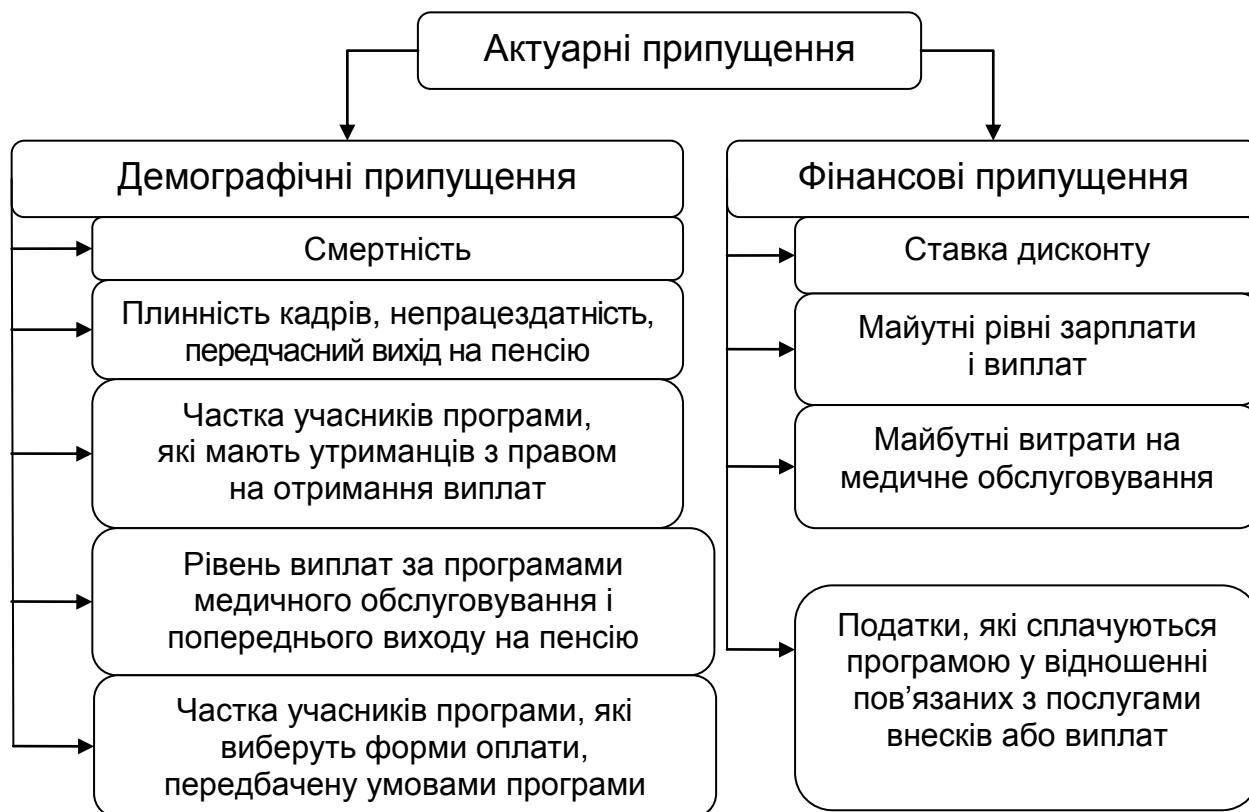 Актуарні припущення
Демографічні припущення
Смертність
Плинність кадрів, непрацездатність,
передчасний вихід на пенсію
Частка учасників програми,
які мають утриманців з правом
на отримання виплат
Рівень виплат за програмами
медичного обслуговування і
попереднього виходу на пенсію
Частка учасників програми, які
виберуть форми оплати,
передбачену умовами програми
Фінансові припущення
Ставка дисконту
Майутні рівні зарплати
і виплат
Майбутні витрати на
медичне обслуговування
Податки, які сплачуються
програмою у відношенні
пов’язаних з послугами
внесків або виплат